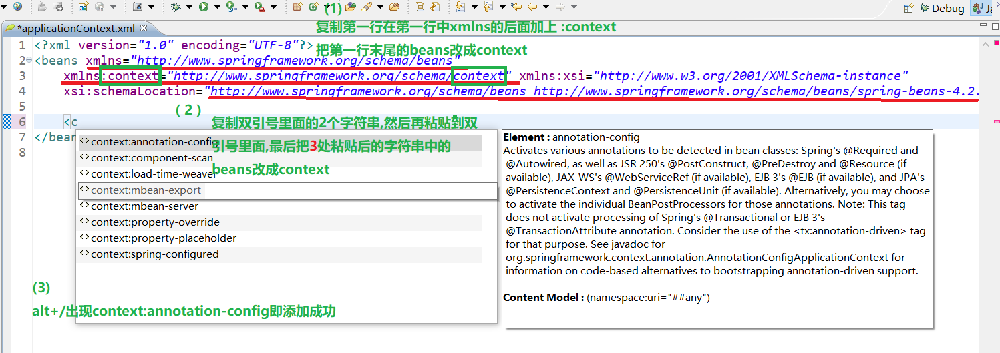 (1)
Debug
Ja
*applicationContext.xml
复制第一行在第一行中xmlns的后面加上 :context
1 <?xml version="1.0" encoding="UTF-8"?>
把第一行末尾的beans改成context
2 <beans xmlns="http://www.springframework.org/schema/beans"
3 xmlns:context="http://www.springframework.org/schema/context" xmlns:xsi="http://www.w3.org/2001/XMLSchema-instance"
4 xsi:schemaLocation="http://www.springframework.org/schema/beans http://www.springframework.org/schema/beans/spring-beans-4.2.
5
（2）
6 <c
复制双引号里面的2个字符串,然后再粘贴到双
7 </bean
引号里面,最后把3处粘贴后的字符串中的
8
beans改成context
context:annotation-config
context:component-scan
context:load-time-weaver
context:mbean-export
context:mbean-server
context:property-override
context:property-placeholder
context:spring-configured
Element : annotation-config
Activates various annotations to be detected in bean classes: Spring's @Required and
@Autowired, as well as JSR 250's @PostConstruct, @PreDestroy and @Resource (if
available), JAX-WS's @WebServiceRef (if available), EJB 3's @EJB (if available), and JPA's
@PersistenceContext and @PersistenceUnit (if available). Alternatively, you may choose
to activate the individual BeanPostProcessors for those annotations. Note: This tag
does not activate processing of Spring's @Transactional or EJB 3's
@TransactionAttribute annotation. Consider the use of the <tx:annotation-driven> tag
for that purpose. See javadoc for
org.springframework.context.annotation.AnnotationConfigApplicationContext for
information on code-based alternatives to bootstrapping annotation-driven support.
Content Model : (namespace:uri="##any")
(3)
alt+/出现context:annotation-config即添加成功